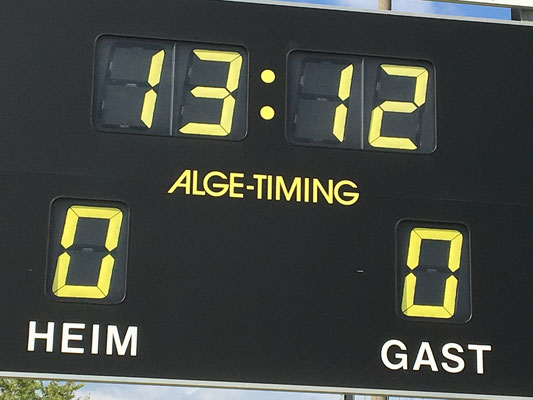 13:12
ALGE-TIMING
0 0
HEIM GAST